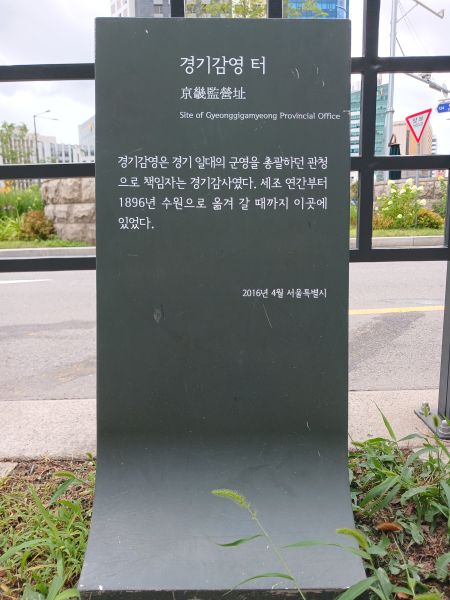 경기감영 터
京畿監營址
Site of Gyeonggigamyeong Provincial Office
경기감영은 경기 일대의 군영을 총괄하던 관청
으로 책임자는 경기감사였다. 세조 연간부터
1896년 수원으로 옮겨 갈 때까지 이곳에
있었다.
2016년 4월 서울특별시